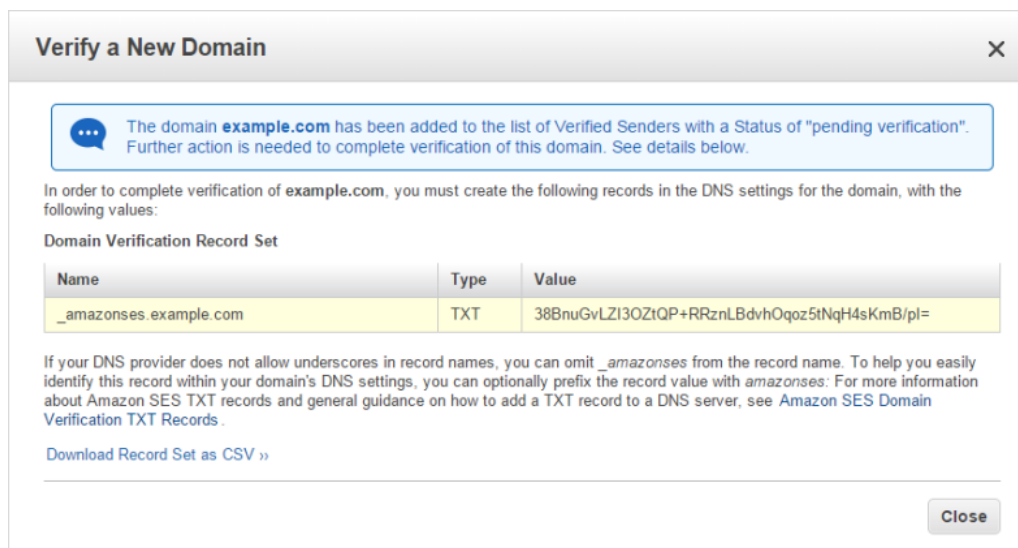 Verify a New Domain
The domain example.com has been added to the list of Verified Senders with a Status of "pending verification".
Further action is needed to complete verification of this domain. See details below.
In order to complete verification of example.com, you must create the following records in the DNS settings for the domain, with the
following values:
Domain Verification Record Set
Name Type Value
_amazonses.example.com TXT 38BnuGvLZI3OZtQP+RRznLBdvhOqoz5tNqH4sKmB/pI=
If your DNS provider does not allow underscores in record names, you can omit _amazonses from the record name. To help you easily
identify this record within your domain's DNS settings, you can optionally prefix the record value with amazonses: For more information
about Amazon SES TXT records and general guidance on how to add a TXT record to a DNS server, see Amazon SES Domain
Verification TXT Records .
Download Record Set as CSV ››
Close